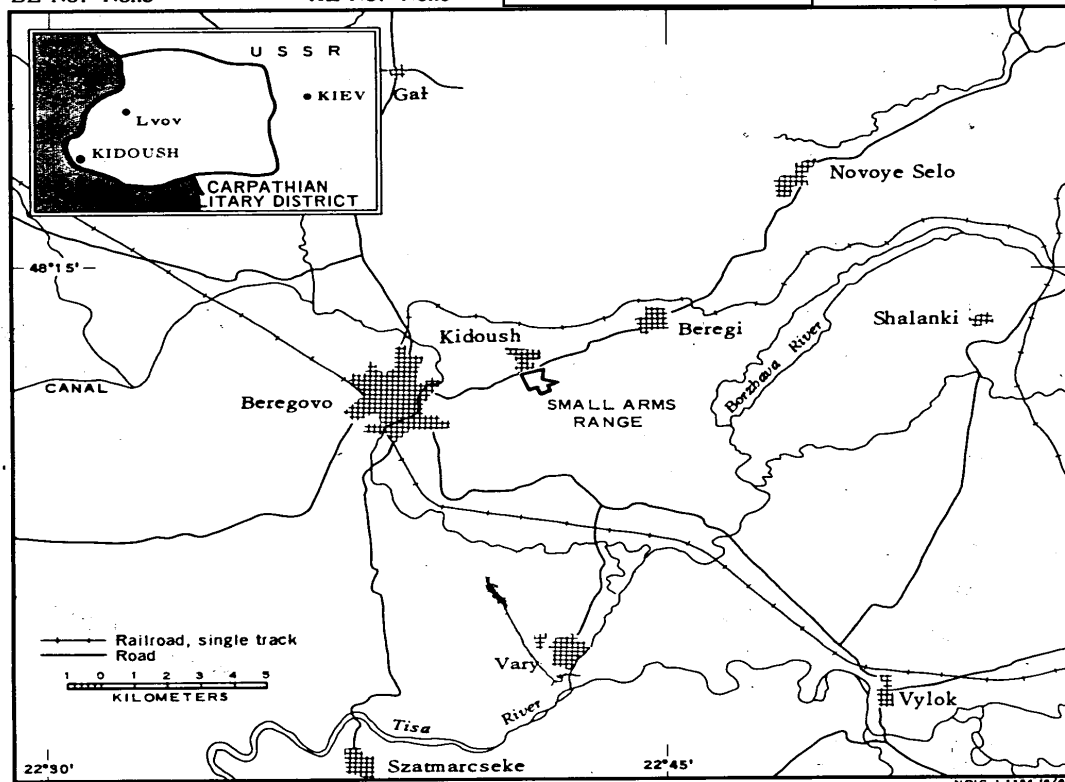 U S S R
Lvov
KIEV
KIDOUSH
CARPATHIAN
LITARY DISTRICT
Gat
Novoye Selo
48°15'
Kidoush
Beregi
Shalanki
Borzhava River
CANAL
Beregovo
SMALL ARMS
RANGE
Railroad, single track
Road
1 0 1 2 3 4 5
KILOMETERS
Vary
Tisa
River
Vylok
Szatmarcseke
22°30'
22°45'